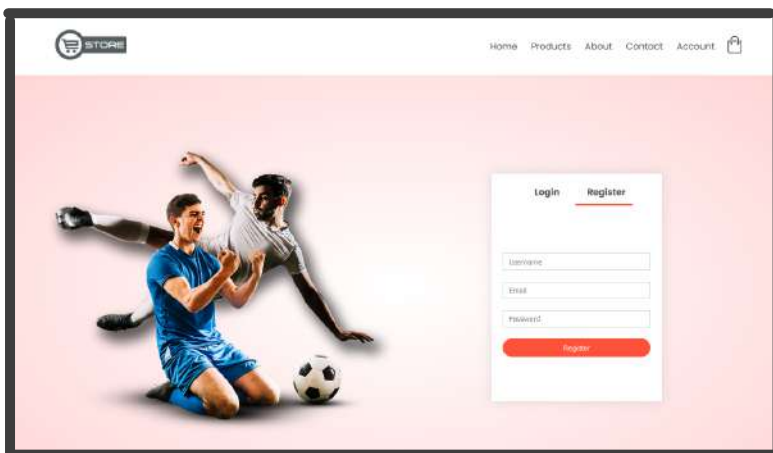 STORE
Home Products About Contact Account
Login Register
Username
Email
Password
Register